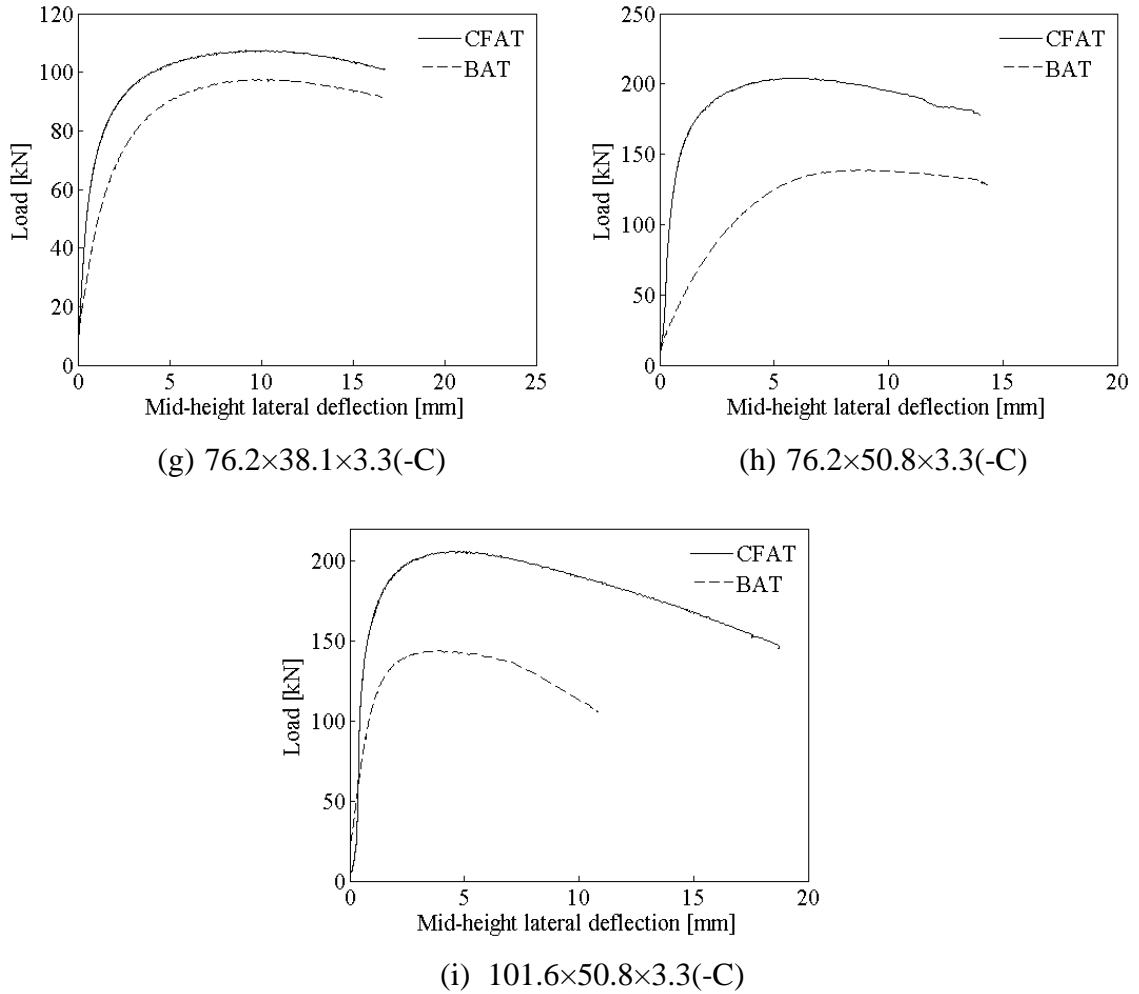 120
100
80
60
40
20
0
Load [kN]
CFAT
BAT
0 5 10 15 20 25
Mid-height lateral deflection [mm]
(g) 76.2×38.1×3.3(-C)
250
200
150
100
50
0
Load [kN]
CFAT
BAT
0 5 10 15 20
Mid-height lateral deflection [mm]
(h) 76.2×50.8×3.3(-C)
200
150
100
50
0
Load [kN]
CFAT
BAT
0 5 10 15 20
Mid-height lateral deflection [mm]
(i) 101.6×50.8×3.3(-C)